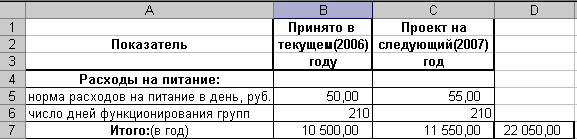 A B C D
1 Принято в Проект на
2 Показатель текущем(2006) следующий(2007)
3 году год
4 Расходы на питание:
5 норма расходов на питание в день, руб. 50,00 55,00
6 число дней функционирования групп 210 210
7 Итого:(в год) 10 500,00 11 550,00 22 050,00